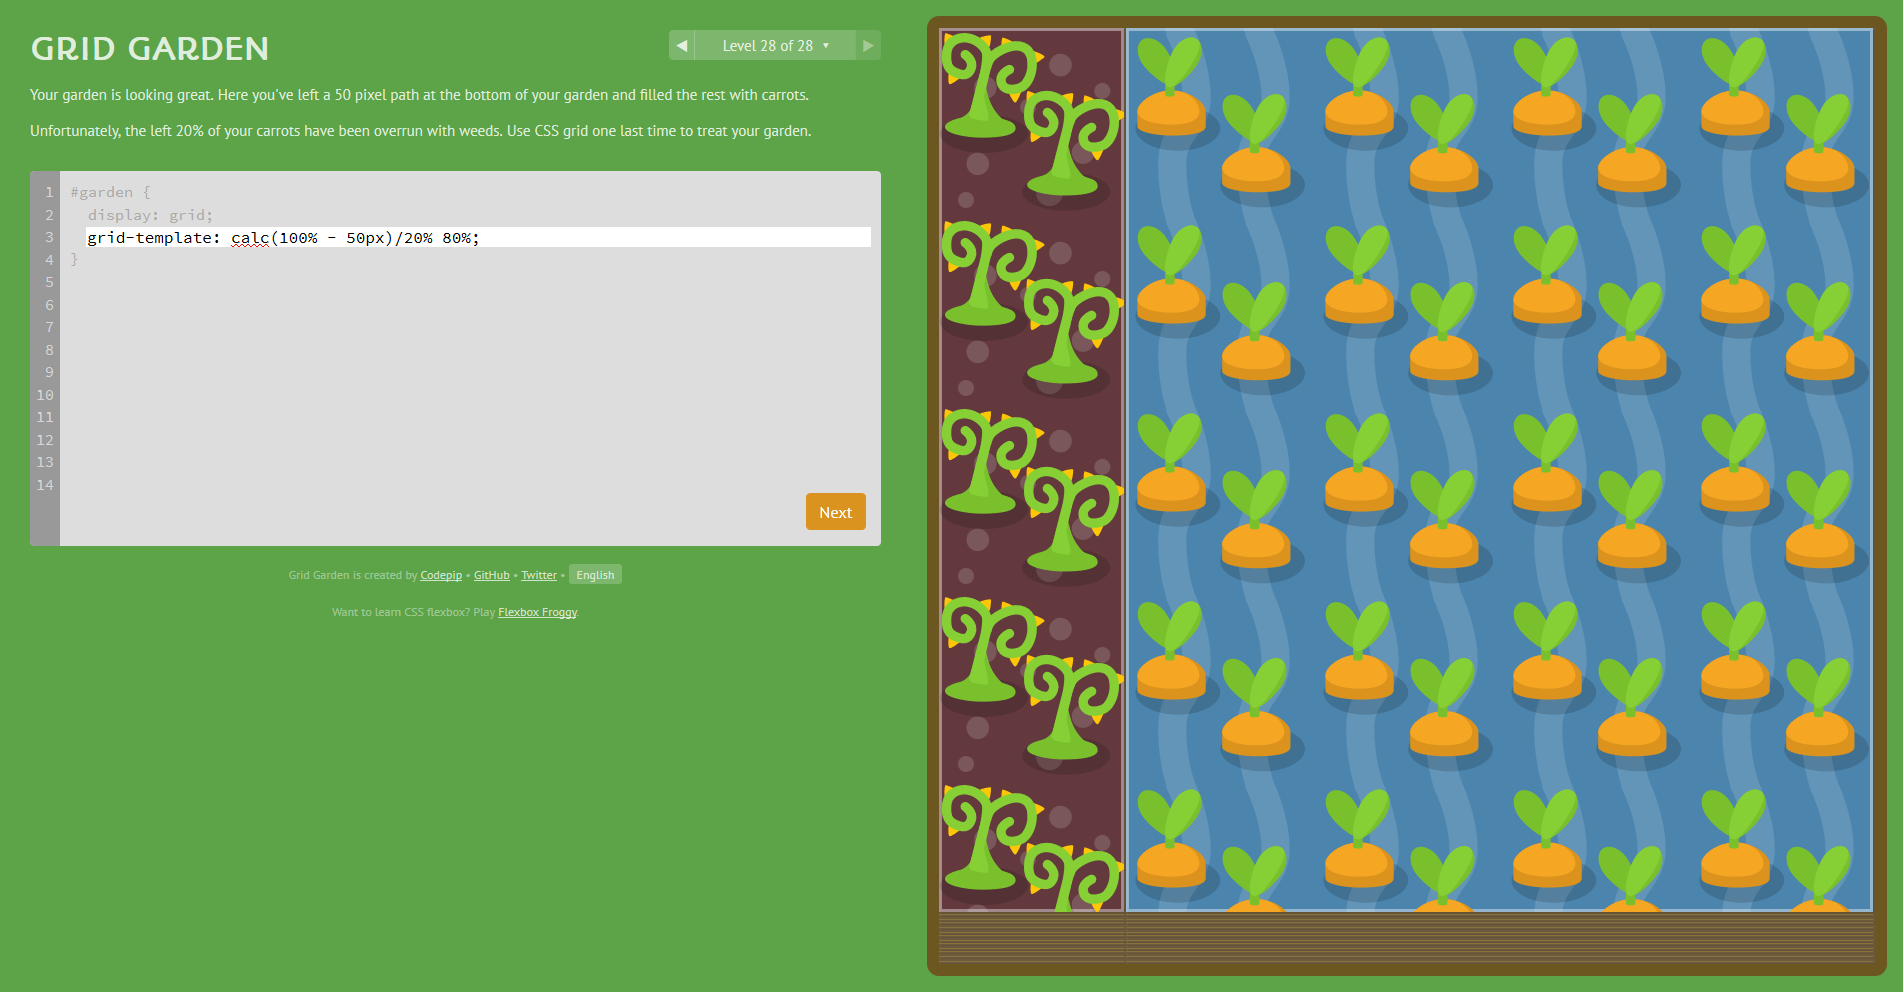 GRID GARDEN
◀ Level 28 of 28 ▼ ▶
Your garden is looking great. Here you've left a 50 pixel path at the bottom of your garden and filled the rest with carrots.
Unfortunately, the left 20% of your carrots have been overrun with weeds. Use CSS grid one last time to treat your garden.
1 #garden {
2 display: grid;
3 grid-template: calc(100% - 50px)/20% 80%;
4 }
5
6
7
8
9
10
11
12
13
14
Next
Grid Garden is created by Codepip • GitHub • Twitter • English
Want to learn CSS flexbox? Play Flexbox Froggy.